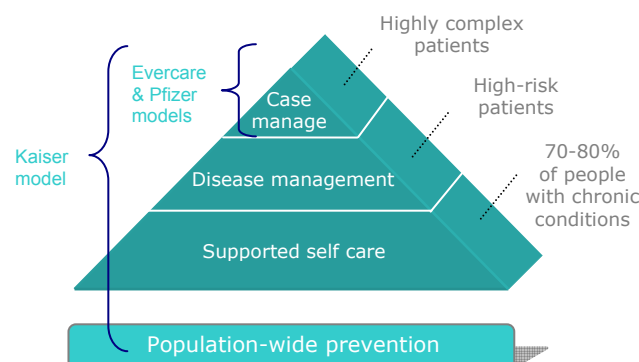 Highly complex
patients
Evercare
& Pfizer
models
High-risk
patients
Case
manage
Kaiser
model
70-80%
of people
with chronic
conditions
Disease management
Supported self care
Population-wide prevention